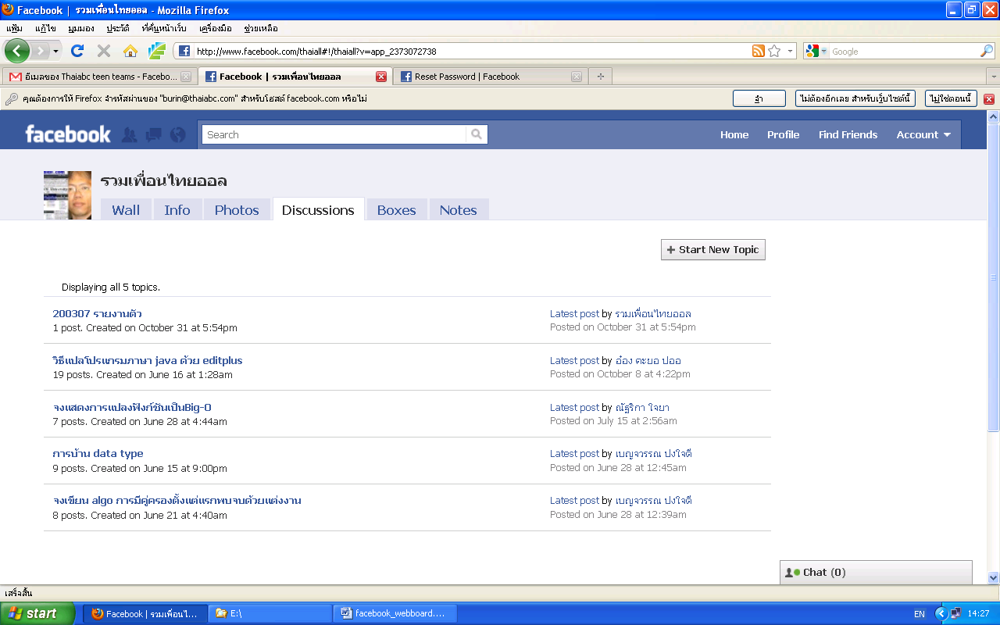 Facebook | รวมเพื่อนไทยออล - Mozilla Firefox
แฟ้ม แก้ไข มุมมอง ประวัติ ที่คั่นหน้าเว็บ เครื่องมือ ช่วยเหลือ
http://www.facebook.com/thaiall#!/thaiall?v=app_2373072738 Google
อีเมลของ Thaiabc teen teams - Facebo... Facebook | รวมเพื่อนไทยออล Reset Password | Facebook
คุณต้องการให้ Firefox จำรหัสผ่านของ "burin@thaiabc.com" สำหรับโฮสต์ facebook.com หรือไม่ จำ ไม่ต้องอีกเลย สำหรับเว็บไซต์นี้ ไม่ใช่ตอนนี้
facebook Search Home Profile Find Friends Account
รวมเพื่อนไทยออล
Wall Info Photos Discussions Boxes Notes
+ Start New Topic
Displaying all 5 topics.
200307 รายงานตัว Latest post by รวมเพื่อนไทยออล
1 post. Created on October 31 at 5:54pm Posted on October 31 at 5:54pm
วิธีแปลโปรแกรมภาษา java ด้วย editplus Latest post by อ๋อง คะยอ ปออ
19 posts. Created on June 16 at 1:28am Posted on October 8 at 4:22pm
จงแสดงการแปลงฟังก์ชันเป็นBig-O Latest post by ณัฐริกา ใจยา
7 posts. Created on June 28 at 4:44am Posted on July 15 at 2:56am
การบ้าน data type Latest post by เบญจวรรณ ปงใจดี
9 posts. Created on June 15 at 9:00pm Posted on June 28 at 12:45am
จงเขียน algo การมีคู่ครองตั้งแต่แรกพบจบด้วยแต่งงาน Latest post by เบญจวรรณ ปงใจดี
8 posts. Created on June 21 at 4:40am Posted on June 28 at 12:39am
Chat (0)
เสร็จสิ้น
start Facebook | รวมเพื่อนไ... E:\ facebook_webboard.... EN 14:27